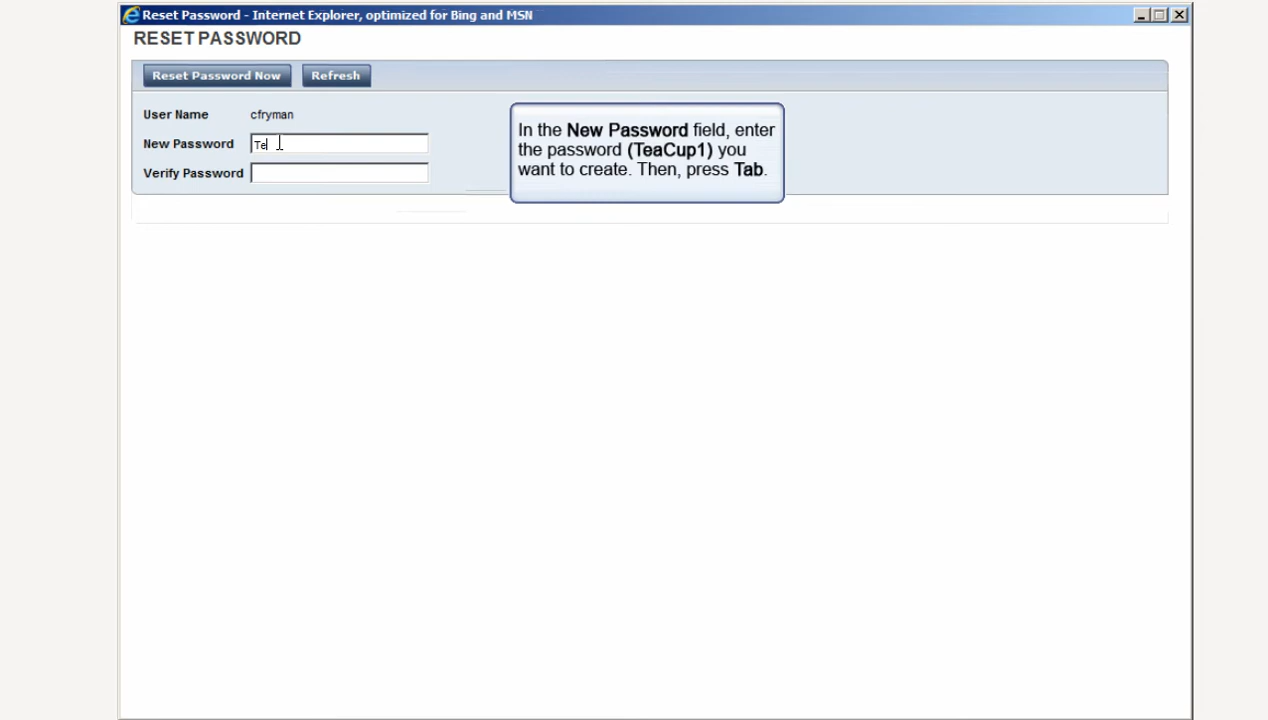 Reset Password - Internet Explorer, optimized for Bing and MSN
RESET PASSWORD
Reset Password Now Refresh
User Name cfryman
New Password Te
Verify Password
In the New Password field, enter
the password (TeaCup1) you
want to create. Then, press Tab.